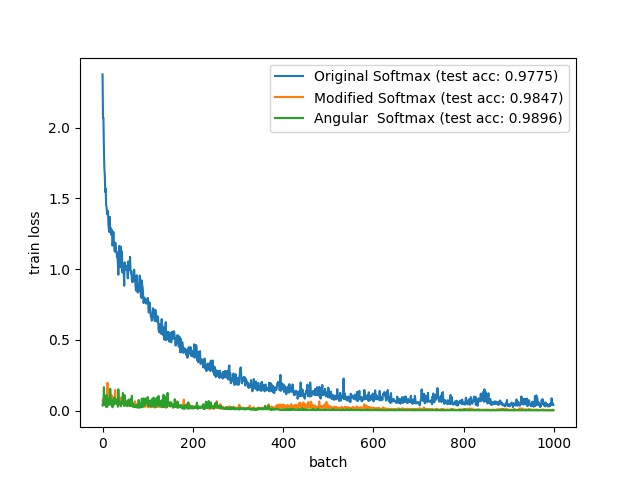 Original Softmax (test acc: 0.9775)
Modified Softmax (test acc: 0.9847)
Angular  Softmax (test acc: 0.9896)
2.0
1.5
1.0
0.5
0.0
train loss
0 200 400 600 800 1000
batch